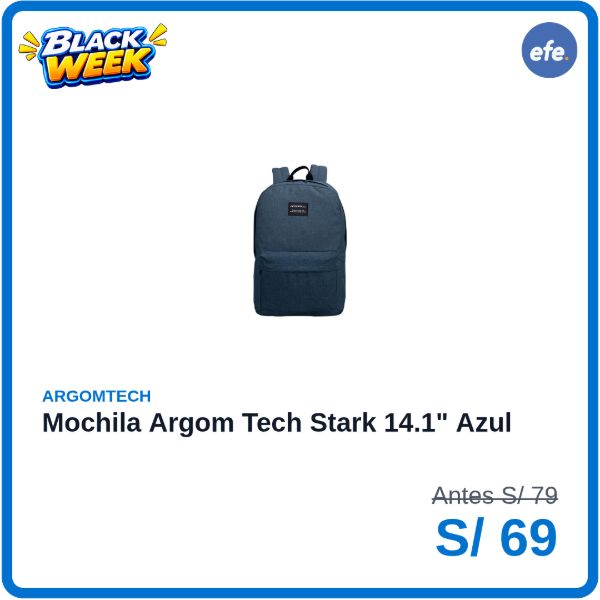 BLACK
WEEK
efe.
ARGOMTECH
Mochila Argom Tech Stark 14.1" Azul
Antes S/ 79
S/ 69